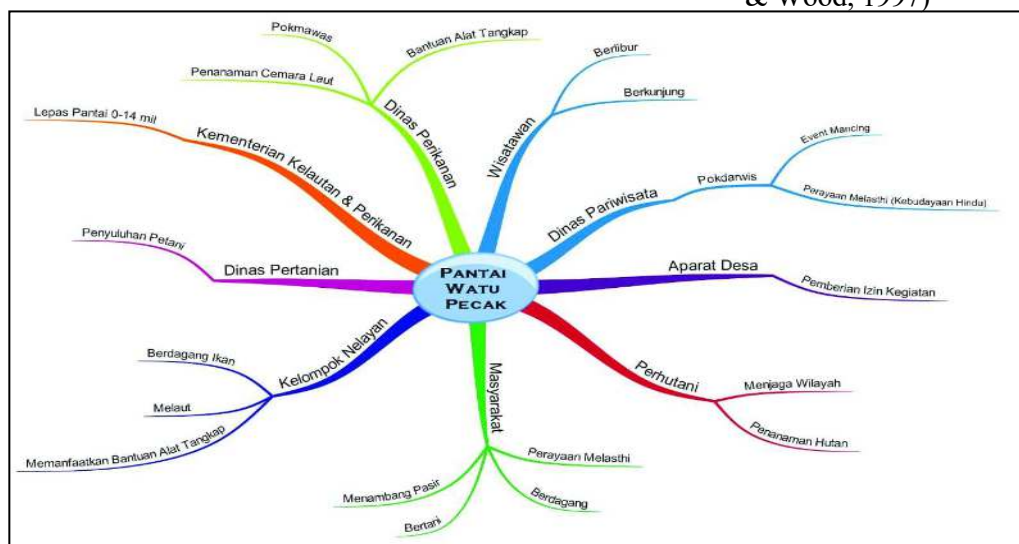 & Wood, 1997)
Pokmawas
Bantuan Alat Tangkap
Penanaman Cemara Laut
Dinas Perikanan
Berlibur
Berkunjung
Wisatawan
Lepas Pantai 0-14 mil
Kementerian Kelautan & Perikanan
Event Mancing
Pokdarwis
Perayaan Melasthi (Kebudayaan Hindu)
Dinas Pariwisata
Penyuluhan Petani
Dinas Pertanian
PANTAI
WATU
PECAK
Aparat Desa
Pemberian Izin Kegiatan
Berdagang Ikan
Melaut
Memanfaatkan Bantuan Alat Tangkap
Kelompok Nelayan
Masyarakat
Perayaan Melasthi
Menambang Pasir
Berdagang
Bertani
Perhutani
Menjaga Wilayah
Penanaman Hutan